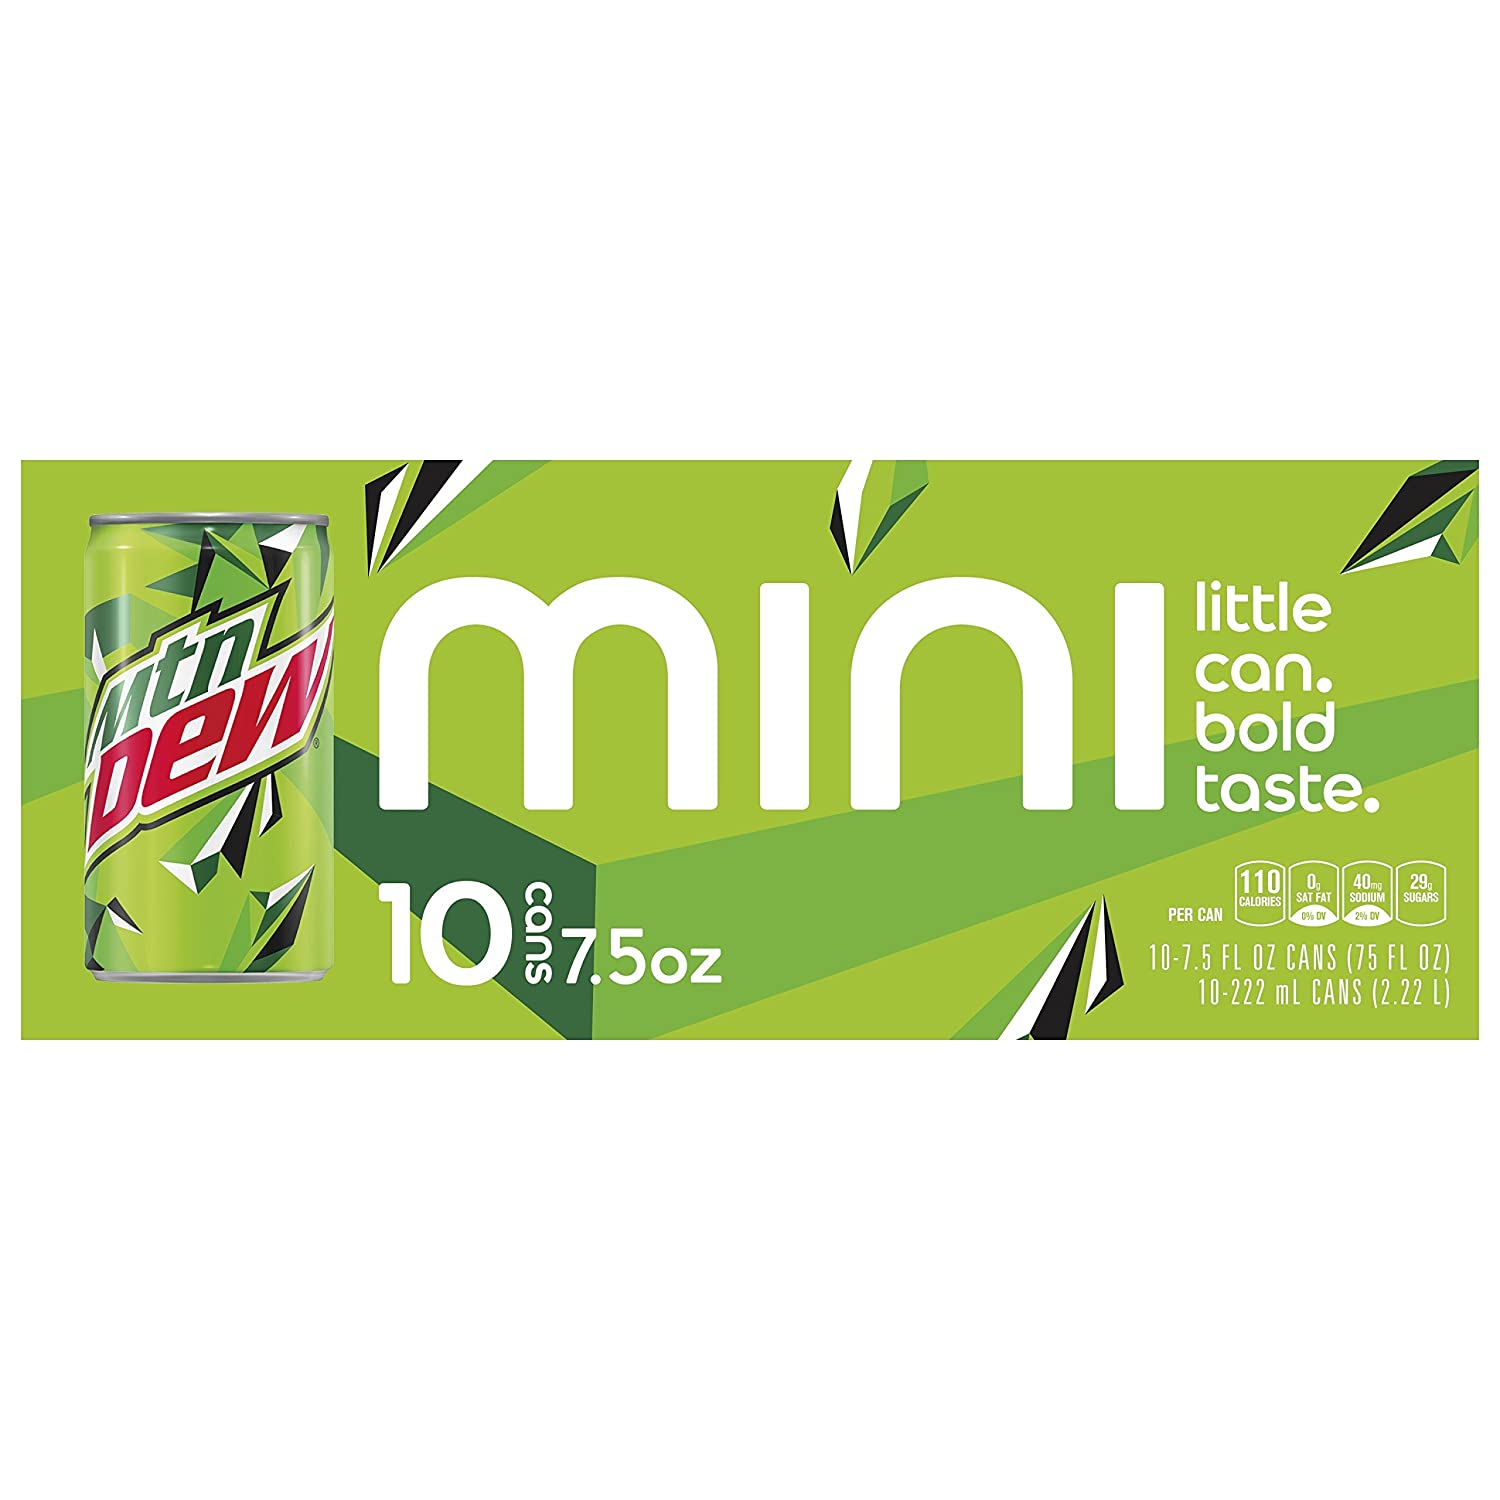 Mtn
DEW
®
mini
little
can.
bold
taste.
10 cans 7.5oz
PER CAN
110
CALORIES
0g
SAT FAT
0% DV
40mg
SODIUM
2% DV
29g
SUGARS
10-7.5 FL OZ CANS (75 FL OZ)
10-222 mL CANS (2.22 L)